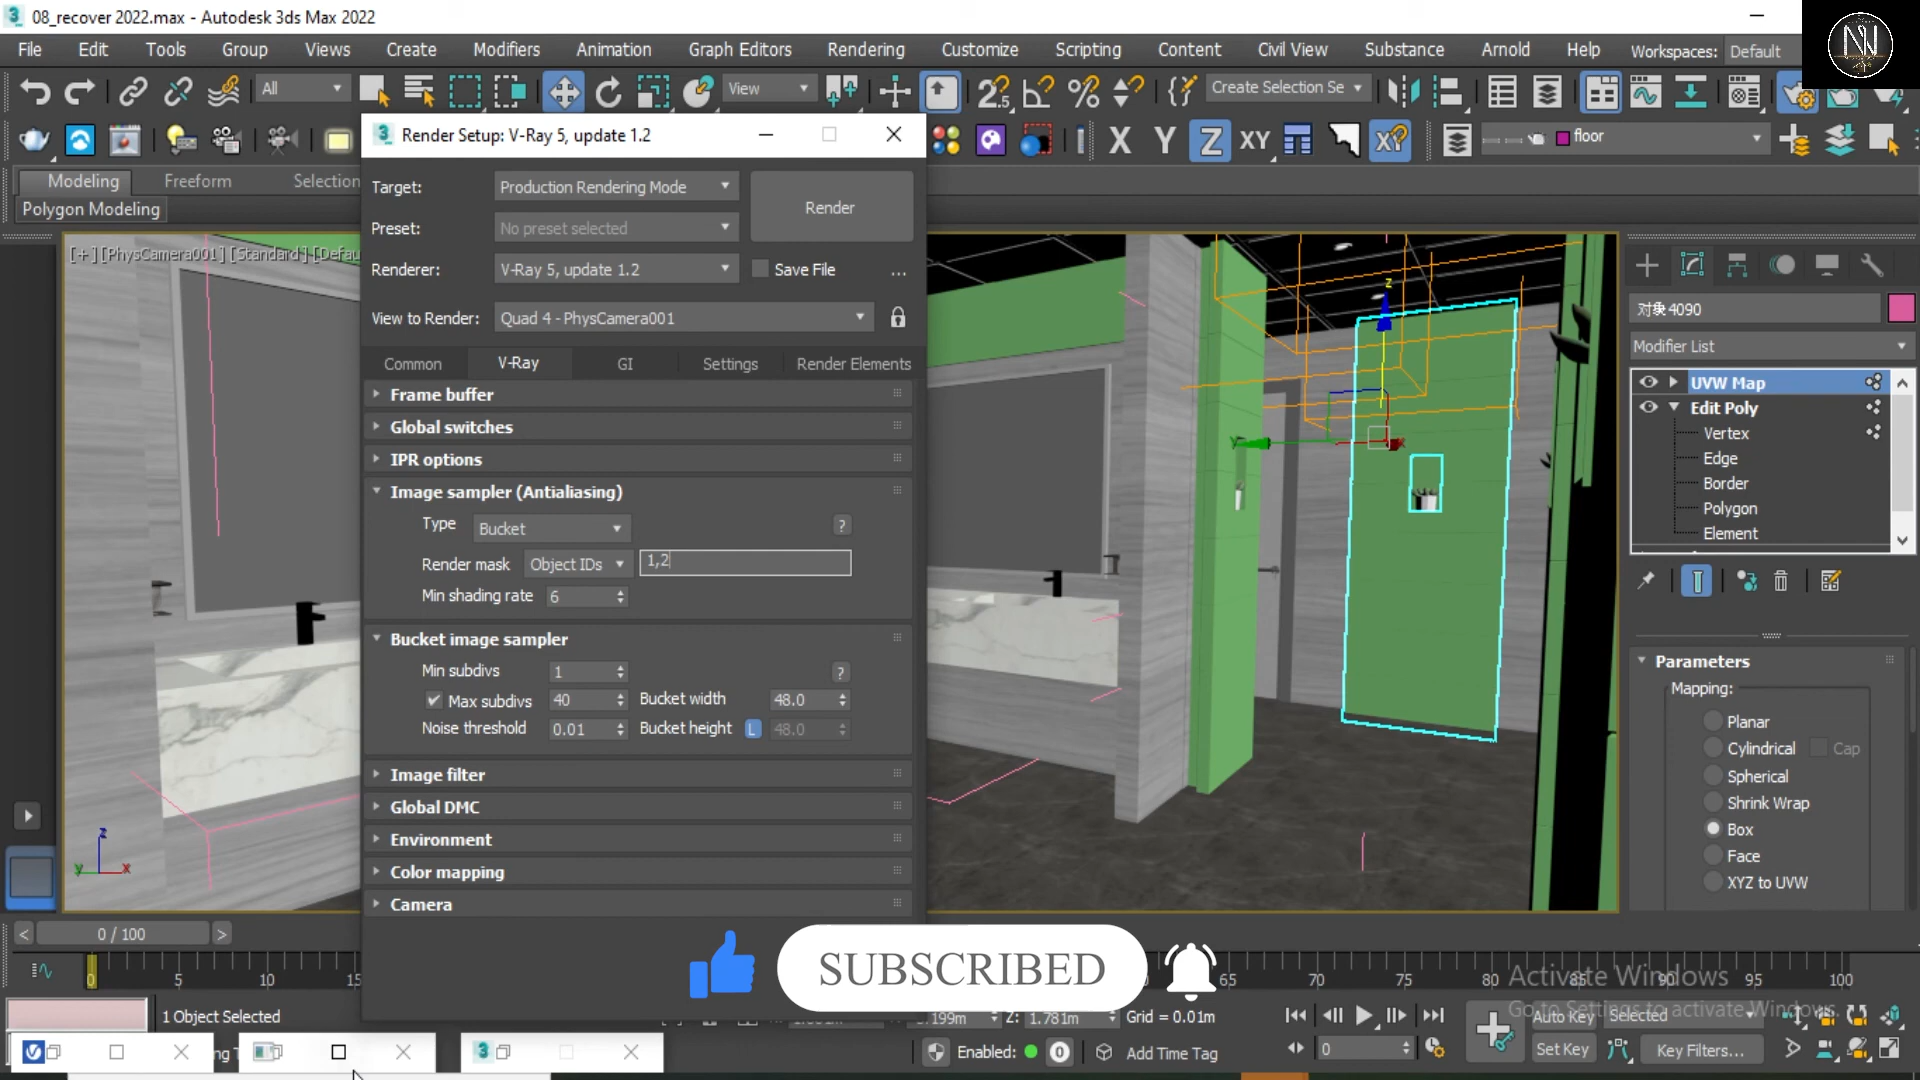 08_recover 2022.max - Autodesk 3ds Max 2022
File Edit Tools Group Views Create Modifiers Animation Graph Editors Rendering Customize Scripting Content Civil View Substance Arnold Help Workspaces: Default
All View Create Selection Se
X Y Z XY floor
Render Setup: V-Ray 5, update 1.2
Modeling Freeform Selection
Polygon Modeling
Target: Production Rendering Mode Render
Preset: No preset selected
Renderer: V-Ray 5, update 1.2 Save File ...
View to Render: Quad 4 - PhysCamera001
Common V-Ray GI Settings Render Elements
Frame buffer
Global switches
IPR options
Image sampler (Antialiasing)
Type Bucket ?
Render mask Object IDs 1,2
Min shading rate 6
Bucket image sampler
Min subdivs 1 ?
Max subdivs 40 Bucket width 48.0
Noise threshold 0.01 Bucket height L 48.0
Image filter
Global DMC
Environment
Color mapping
Camera
[+] [PhysCamera001] [Standard] [Defau
z
y x
对象4090
Modifier List
UVW Map
Edit Poly
Vertex
Edge
Border
Polygon
Element
Parameters
Mapping:
Planar
Cylindrical Cap
Spherical
Shrink Wrap
Box
Face
XYZ to UVW
< 0 / 100 >
0 5 10 15 65 70 75 80 85 90 95 100
SUBSCRIBED
Activate Windows
Go to Settings to activate Windows.
1 Object Selected
Z: 1.781m Grid = 0.01m
Auto Key Selected
Enabled: 0 Add Time Tag
0 Set Key Key Filters...